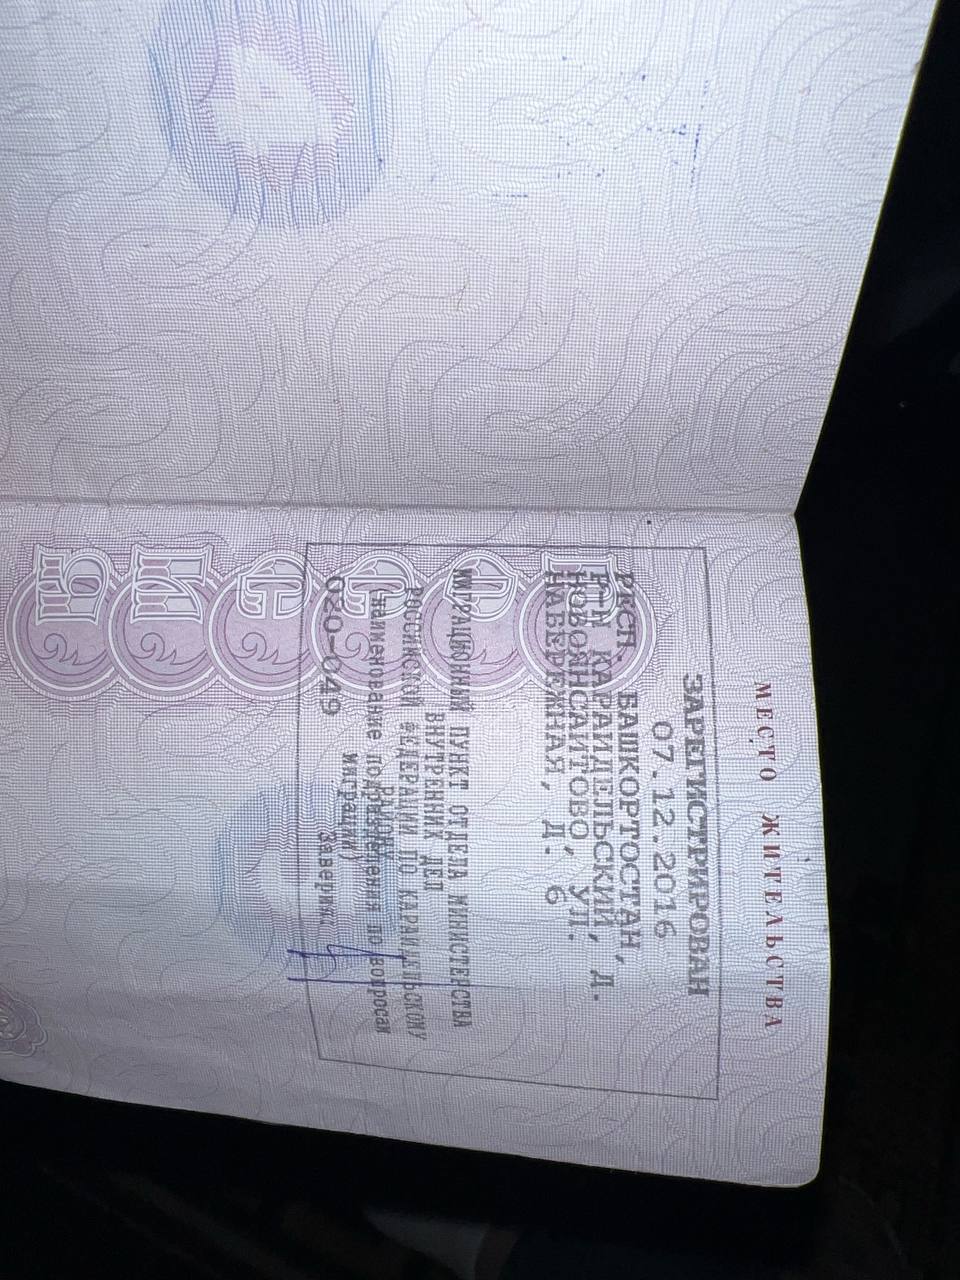 МЕСТО ЖИТЕЛЬСТВА
ЗАРЕГИСТРИРОВАН
07.12.2016
РЕСП. БАШКОРТОСТАН,
Р-Н КАРАИДЕЛЬСКИЙ, Д.
НОВОЯНСАИТОВО, УЛ.
НАБЕРЕЖНАЯ, Д. 6
МИГРАЦИОННЫЙ ПУНКТ ОТДЕЛА МИНИСТЕРСТВА
ВНУТРЕННИХ ДЕЛ
РОССИЙСКОЙ ФЕДЕРАЦИИ ПО КАРАИДЕЛЬСКОМУ
РАЙОНУ
(наименование подразделения по вопросам
миграции)
020-049
Заверил:
РОССИЯ